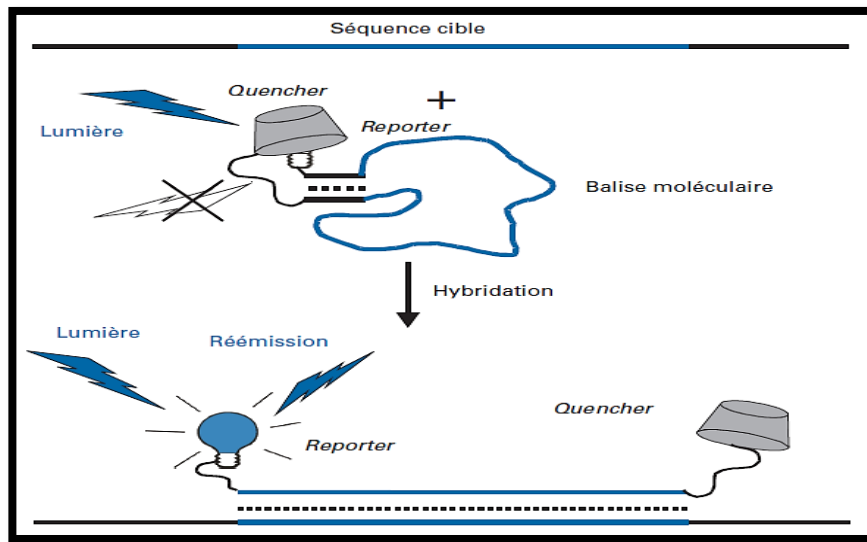 Séquence cible
Quencher
+
Lumière
Reporter
Balise moléculaire
Hybridation
Lumière
Réémission
Quencher
Reporter